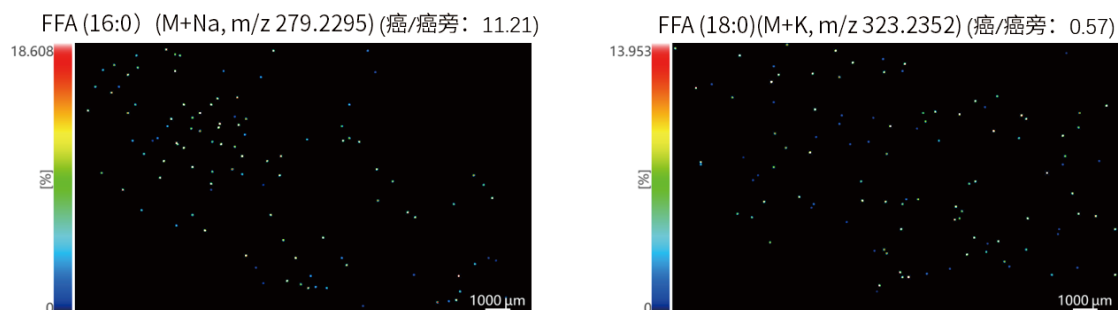 FFA (16:0）(M+Na, m/z 279.2295) (癌/癌旁：11.21)
18.608
[%]
0
1000 µm
FFA (18:0)(M+K, m/z 323.2352) (癌/癌旁：0.57)
13.953
[%]
0
1000 µm